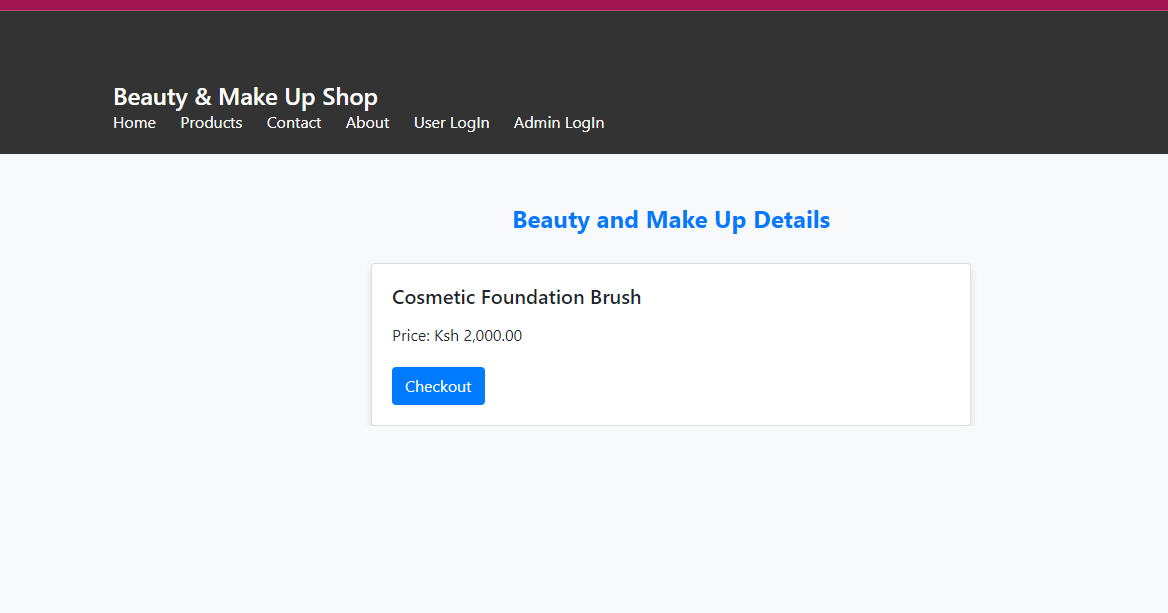 Beauty & Make Up Shop
Home Products Contact About User LogIn Admin LogIn
Beauty and Make Up Details
Cosmetic Foundation Brush
Price: Ksh 2,000.00
Checkout